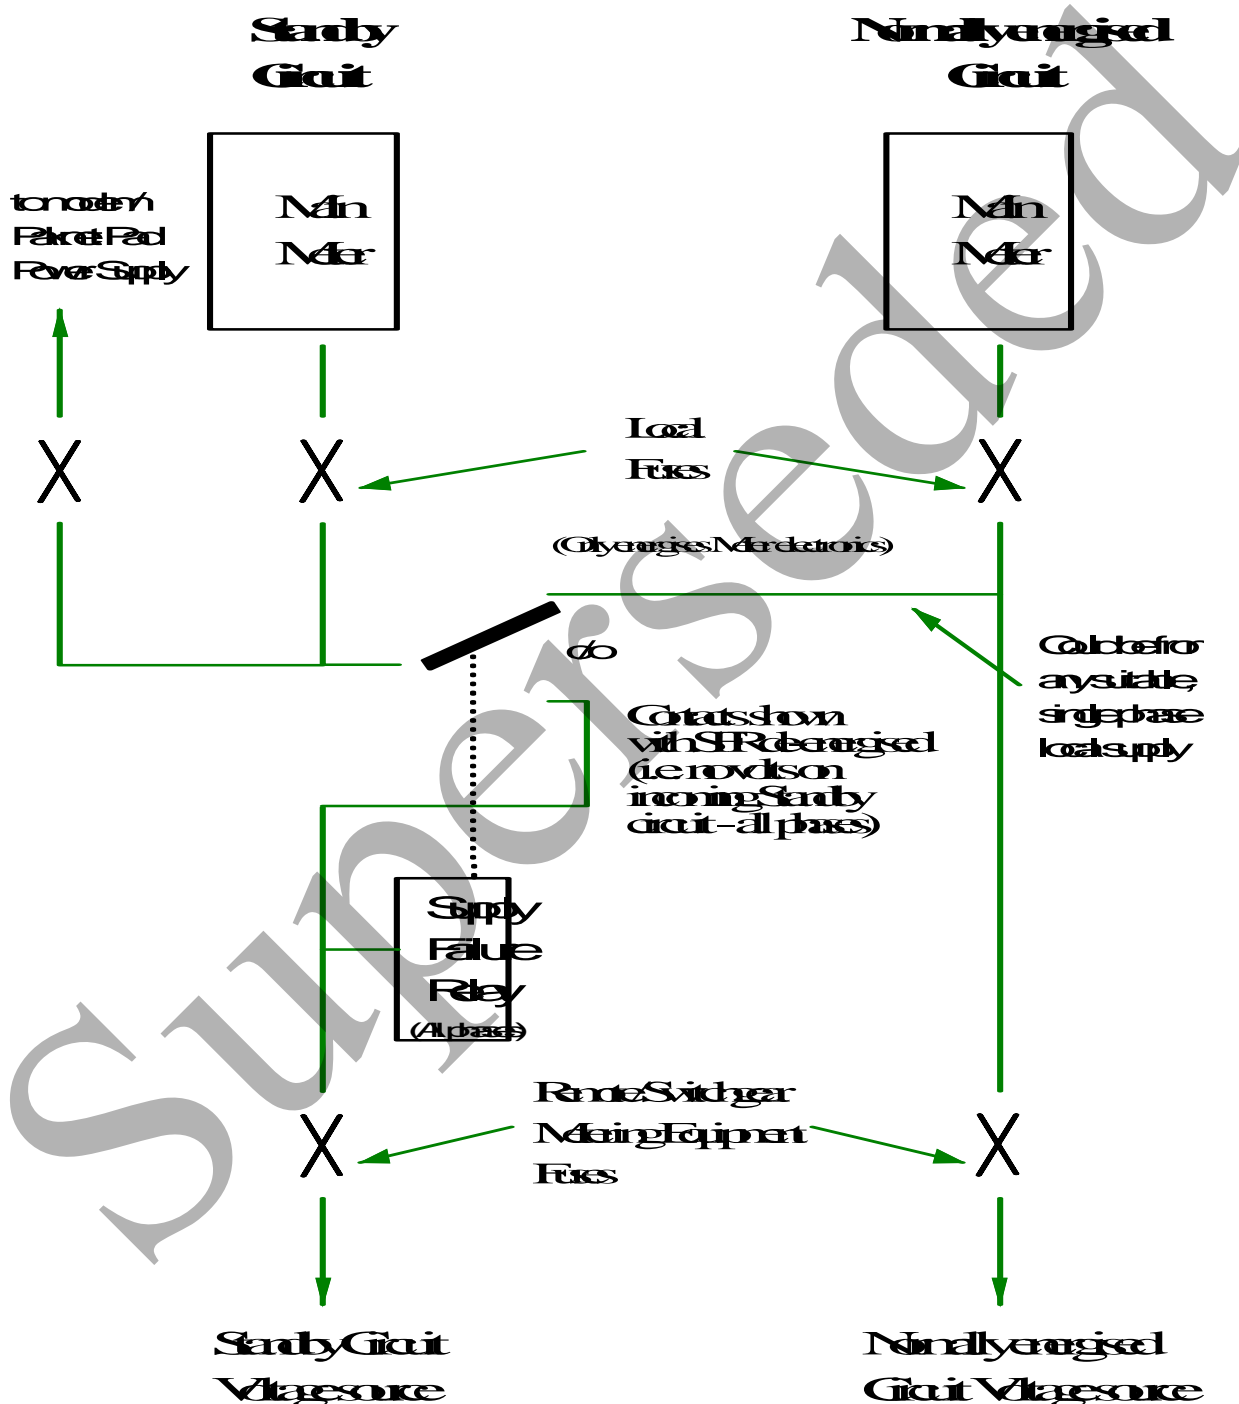 Standby
Circuit
Normally energised
Circuit
to modem/
Paknet Pad
Power Supply
Main
Meter
Main
Meter
Local
Fuses
(Only energises Meter electronics)
c/o
Could be from
any suitable,
single phase
local supply
Contacts shown
with SFR de-energised
(i.e. no volts on
incoming Standby
circuit - all phases)
Supply
Failure
Relay
(All phases)
Remote/Switchgear
Metering Equipment
Fuses
Standby Circuit
Voltage source
Normally energised
Circuit Voltage source
Superseded